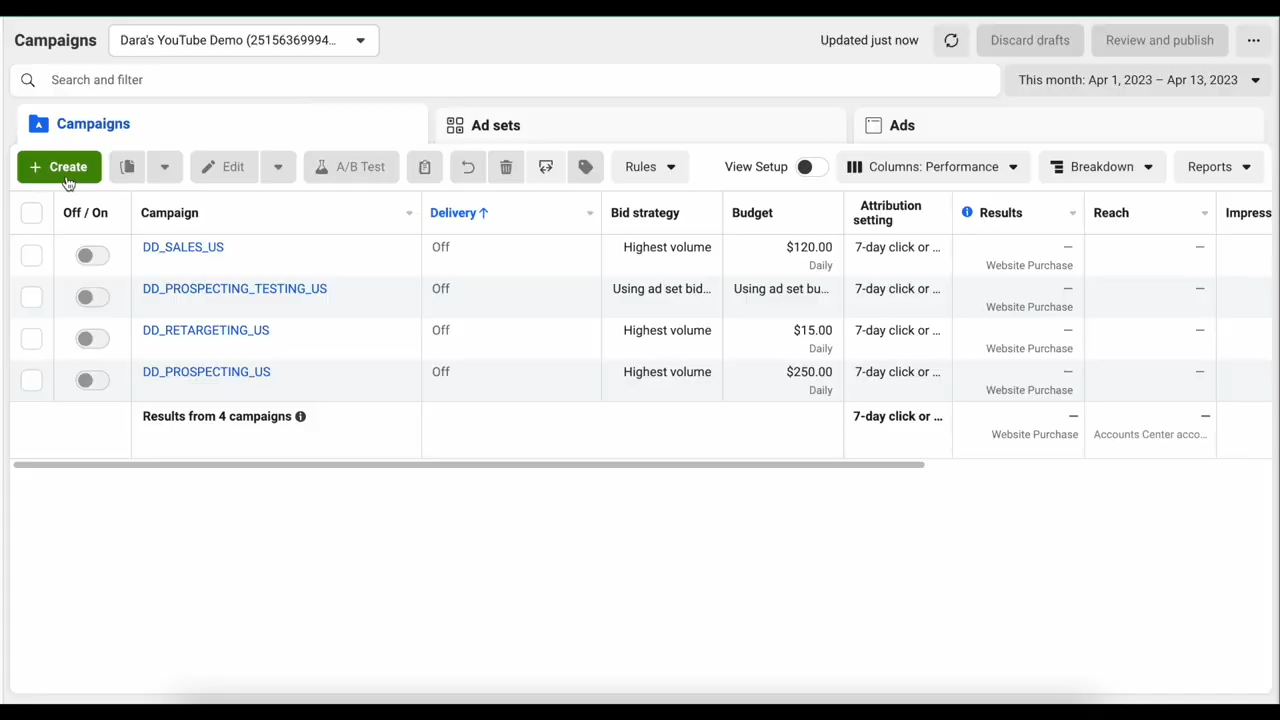 Campaigns
Dara's YouTube Demo (25156369994...
Updated just now
Discard drafts
Review and publish
Search and filter
This month: Apr 1, 2023 – Apr 13, 2023
Campaigns
Ad sets
Ads
+ Create
Edit
A/B Test
Rules
View Setup
Columns: Performance
Breakdown
Reports
Off / On
Campaign
Delivery ↑
Bid strategy
Budget
Attribution
setting
Results
Reach
Impress
DD_SALES_US
Off
Highest volume
$120.00
Daily
7-day click or ...
—
Website Purchase
—
DD_PROSPECTING_TESTING_US
Off
Using ad set bid...
Using ad set bu...
7-day click or ...
—
Website Purchase
—
DD_RETARGETING_US
Off
Highest volume
$15.00
Daily
7-day click or ...
—
Website Purchase
—
DD_PROSPECTING_US
Off
Highest volume
$250.00
Daily
7-day click or ...
—
Website Purchase
—
Results from 4 campaigns
7-day click or ...
—
Website Purchase
—
Accounts Center acco...